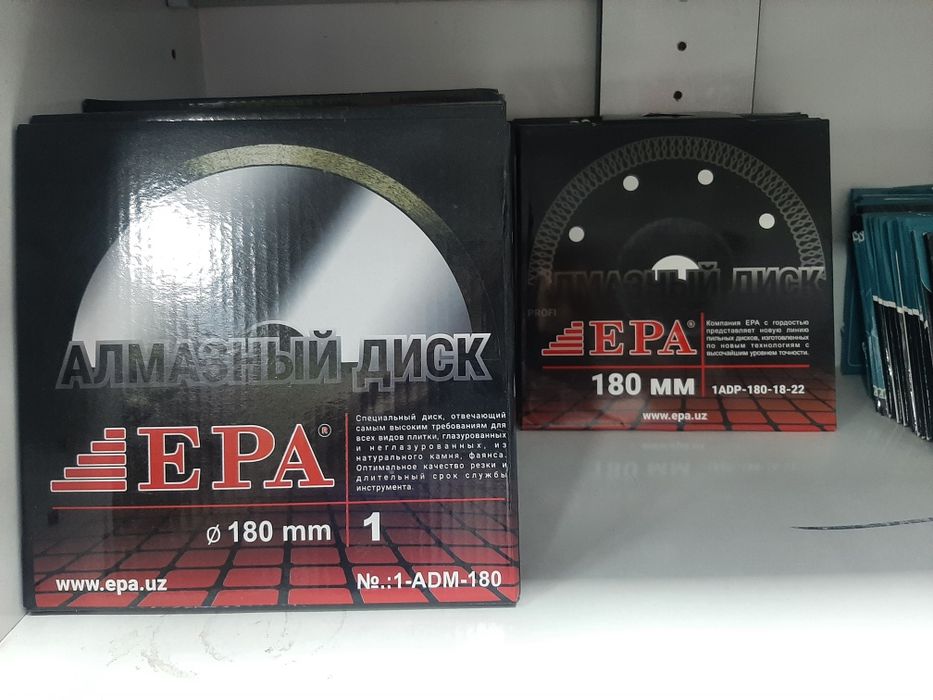 АЛМАЗНЫЙ ДИСК
EPA®
Специальный диск, отвечающий
самым высоким требованиям для
всех видов плитки, глазурованных
и неглазурованных, из
натурального камня, фаянса.
Оптимальное качество резки и
длительный срок службы
инструмента.
ø 180 mm
1
www.epa.uz
№.:1-ADM-180
АЛМАЗНЫЙ ДИСК
PROFI
EPA®
Компания EPA с гордостью
представляет новую линию
пильных дисков, изготовленных
по новым технологиям с
высочайшим уровнем точности.
180 мм
1ADP-180-18-22
www.epa.uz